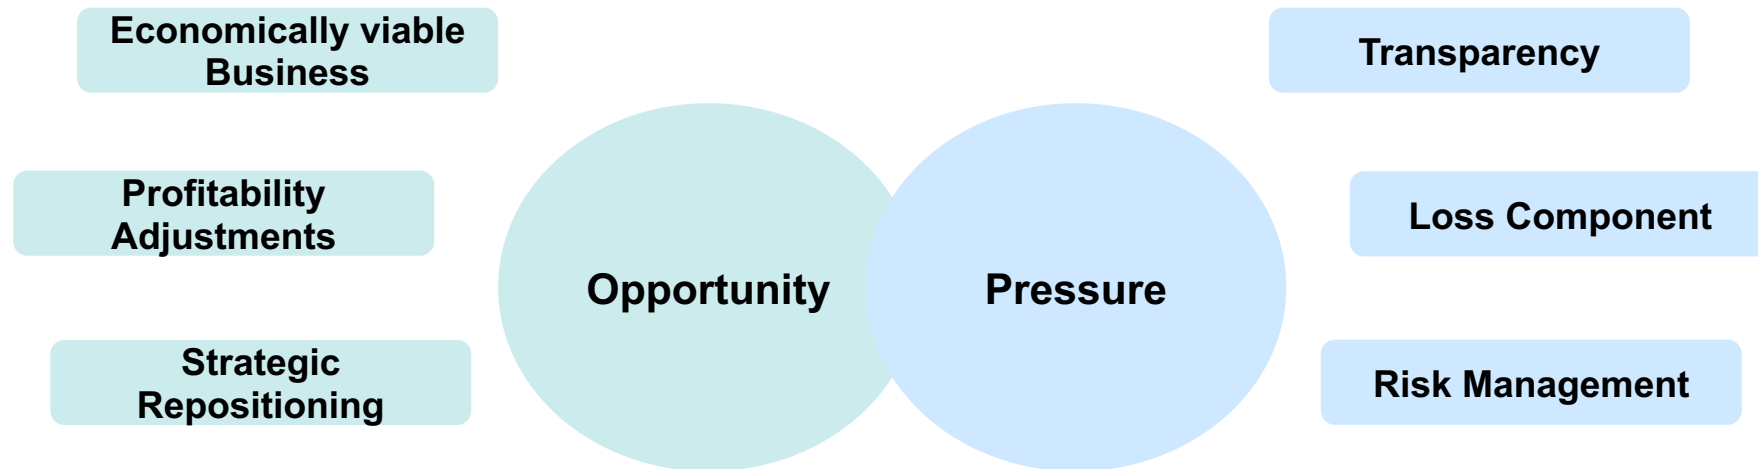 Economically viable
Business
Transparency
Profitability
Adjustments
Loss Component
Opportunity
Pressure
Strategic
Repositioning
Risk Management